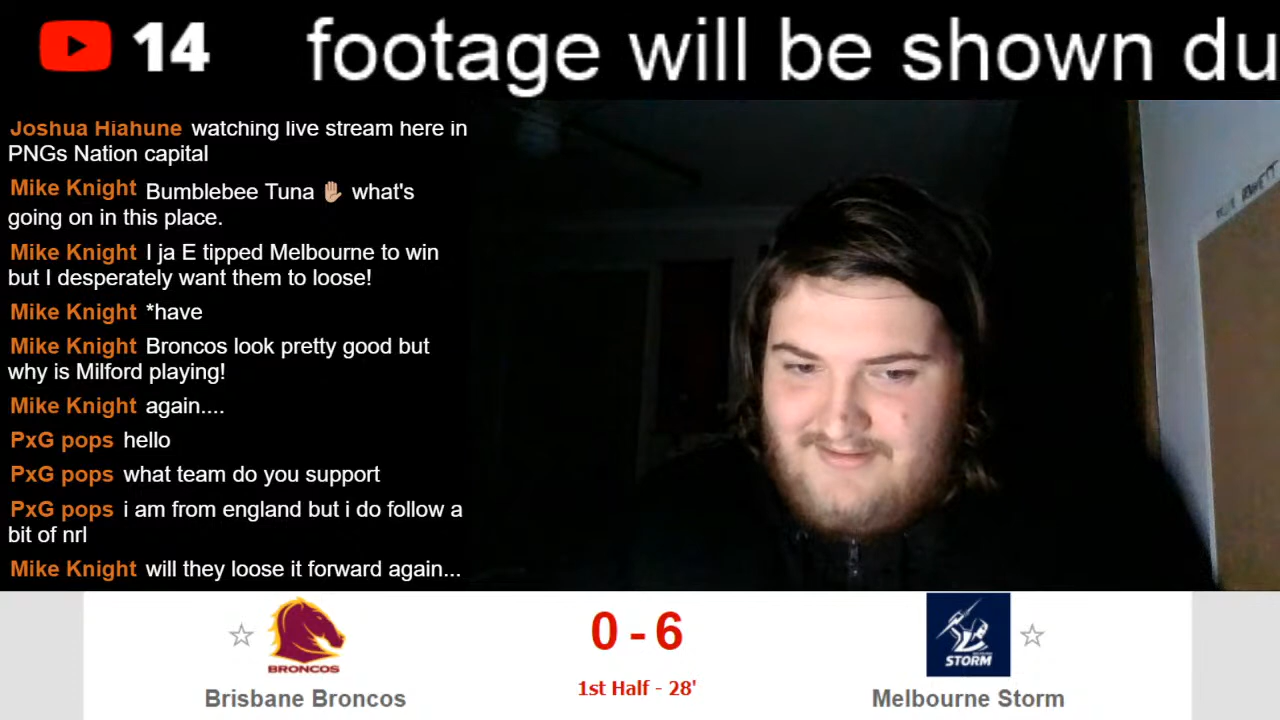 14 footage will be shown du
Joshua Hiahune watching live stream here in
PNGs Nation capital
Mike Knight Bumblebee Tuna ✋🏼 what's
going on in this place.
Mike Knight I ja E tipped Melbourne to win
but I desperately want them to loose!
Mike Knight *have
Mike Knight Broncos look pretty good but
why is Milford playing!
Mike Knight again....
PxG pops hello
PxG pops what team do you support
PxG pops i am from england but i do follow a
bit of nrl
Mike Knight will they loose it forward again...
BRONCOS
Brisbane Broncos
0 - 6
1st Half - 28'
STORM
Melbourne Storm